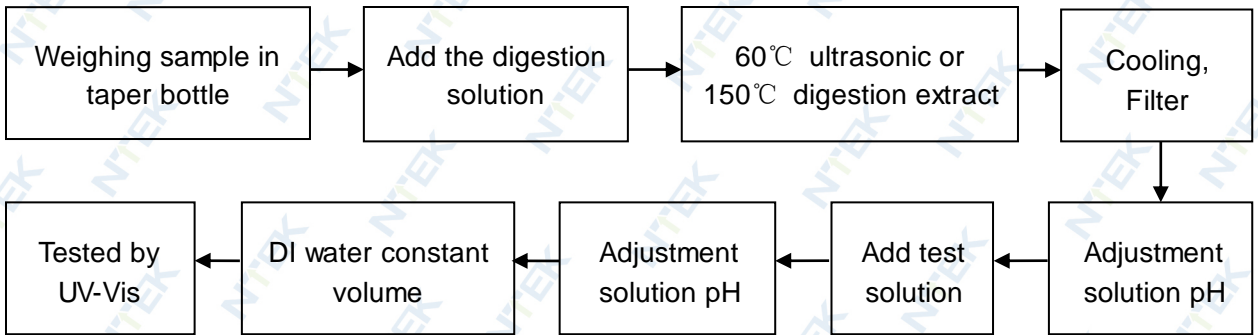 Weighing sample in
taper bottle
Add the digestion
solution
60℃ ultrasonic or
150℃ digestion extract
Cooling,
Filter
Adjustment
solution pH
Add test
solution
Adjustment
solution pH
DI water constant
volume
Tested by
UV-Vis
NTEK